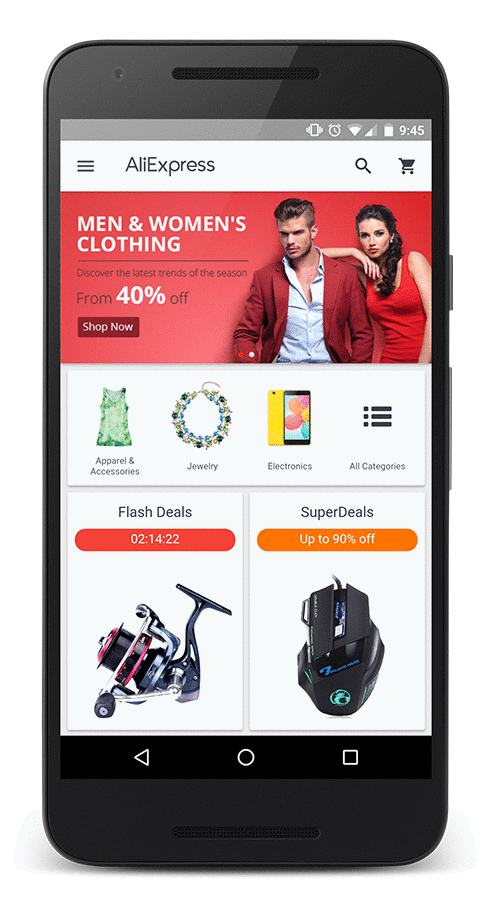 9:45
AliExpress
MEN & WOMEN'S
CLOTHING
Discover the latest trends of the season
From 40% off
Shop Now
Apparel &
Accessories
Jewelry
Electronics
All Categories
Flash Deals
SuperDeals
02:14:22
Up to 90% off